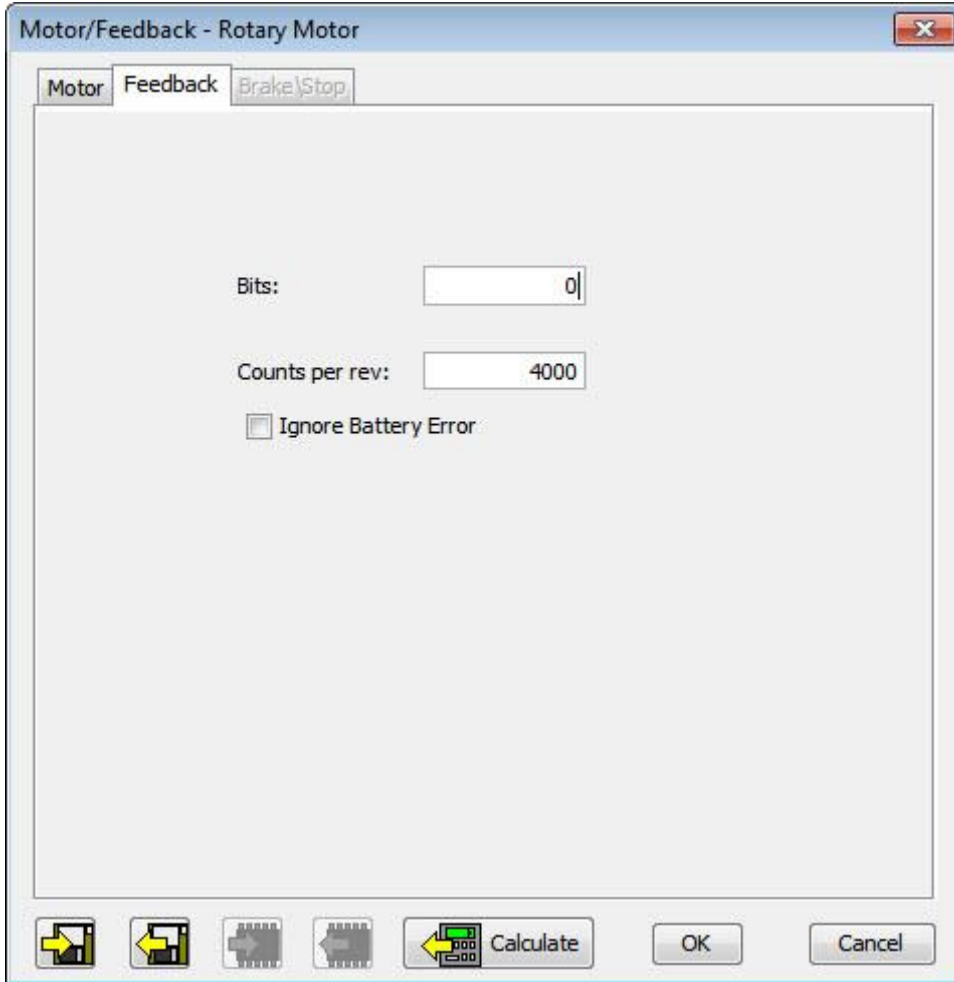 Motor/Feedback - Rotary Motor
Motor Feedback Brake\Stop
Bits: 0
Counts per rev: 4000
Ignore Battery Error
Calculate OK Cancel